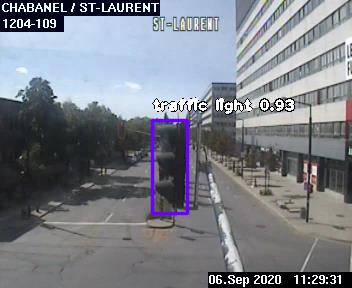 CHABANEL / ST-LAURENT
1204-109
ST-LAURENT
traffic light 0.93
06.Sep 2020 11:29:31